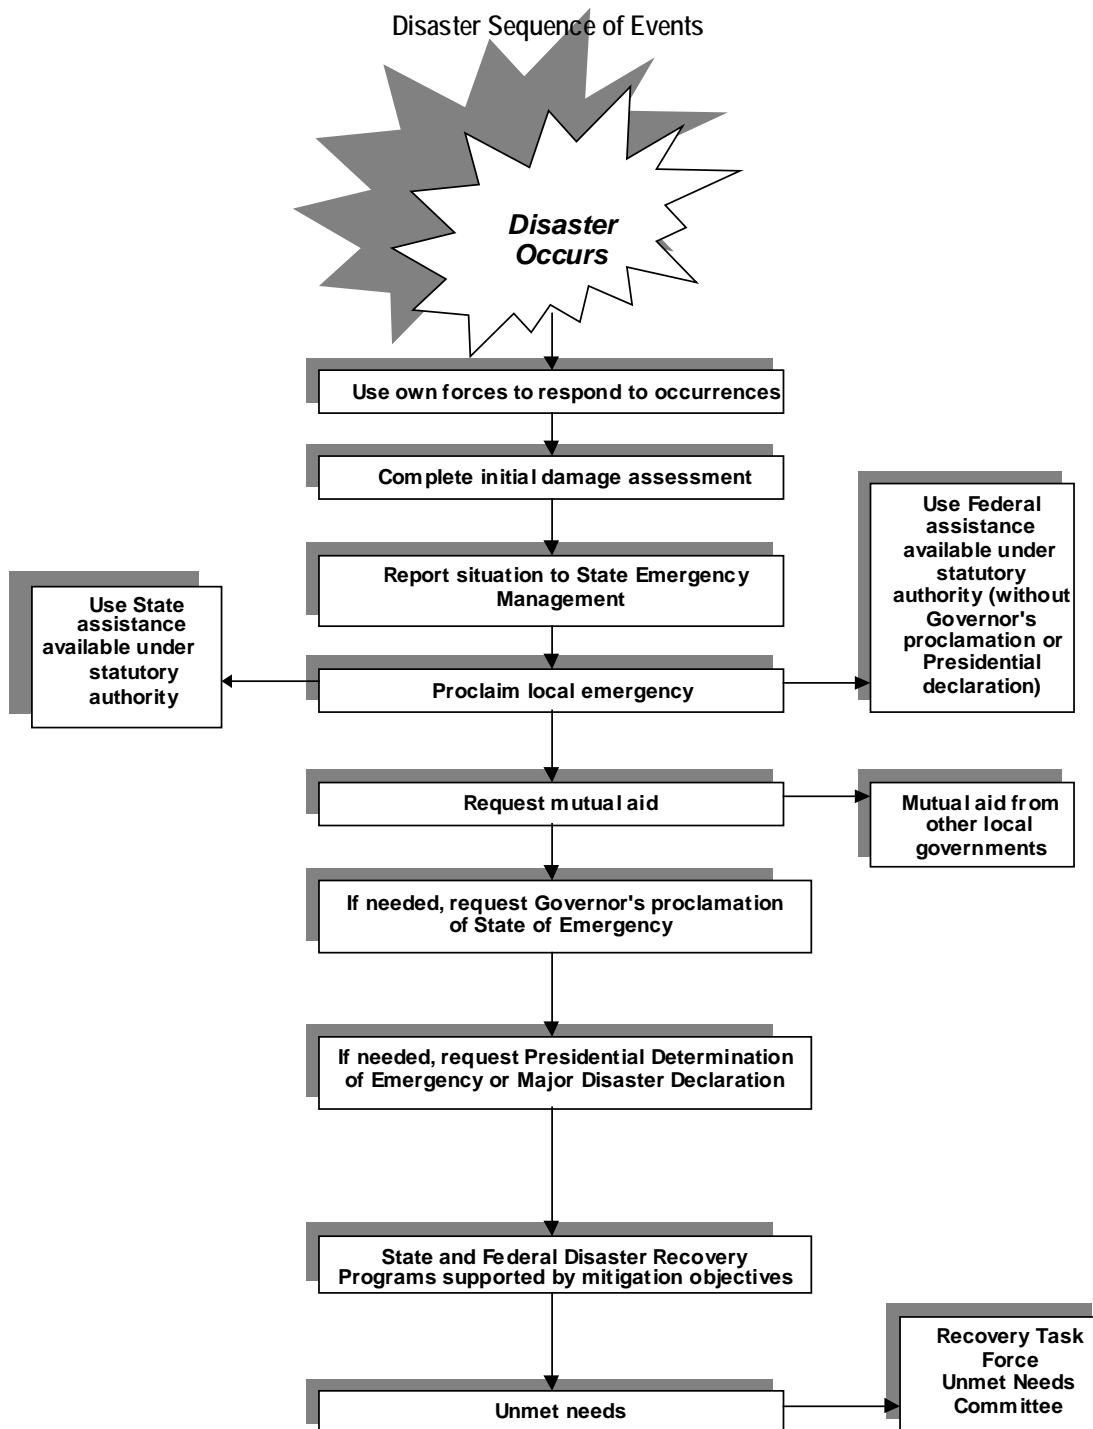 Disaster Sequence of Events
Disaster
Occurs
Use own forces to respond to occurrences
Complete initial damage assessment
Use Federal
assistance
available under
statutory
authority (without
Governor's
proclamation or
Presidential
declaration)
Report situation to State Emergency
Management
Use State
assistance
available under
statutory
authority
Proclaim local emergency
Request mutual aid
Mutual aid from
other local
governments
If needed, request Governor's proclamation
of State of Emergency
If needed, request Presidential Determination
of Emergency or Major Disaster Declaration
State and Federal Disaster Recovery
Programs supported by mitigation objectives
Recovery Task
Force
Unmet Needs
Committee
Unmet needs